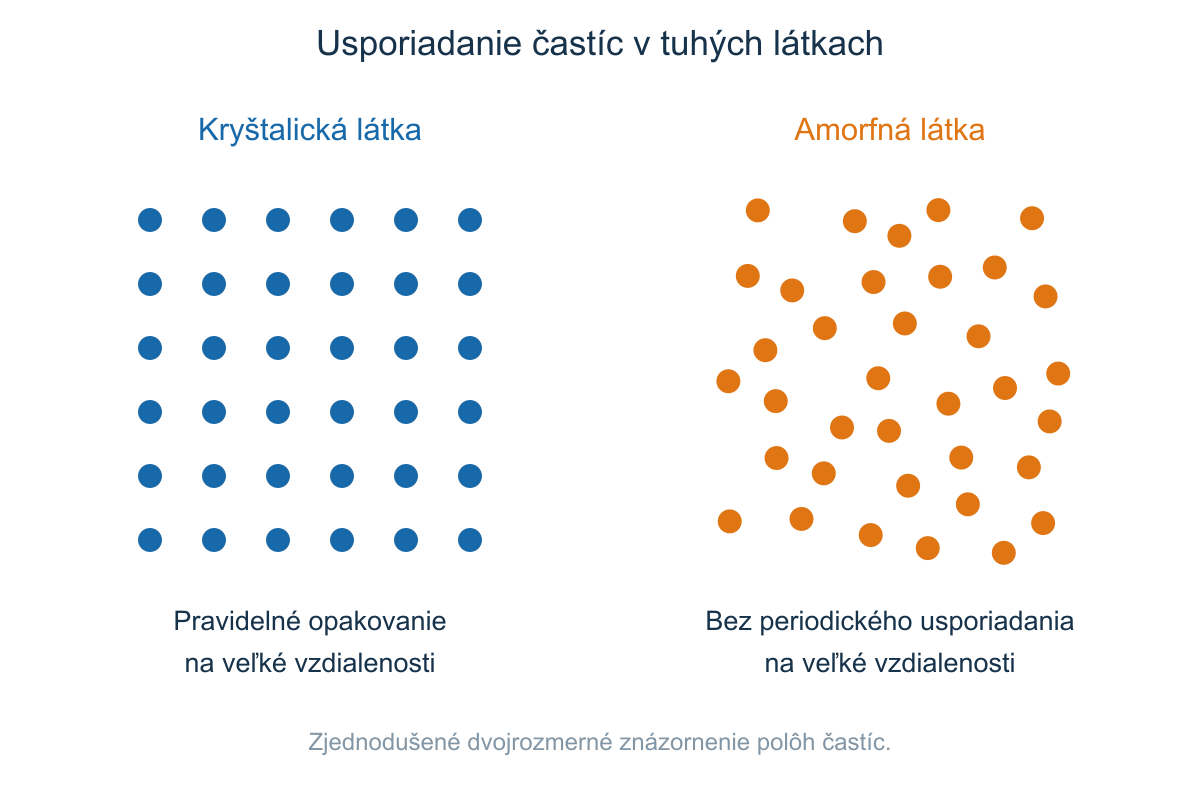 Usporiadanie častíc v tuhých látkach
Kryštalická látka
Amorfná látka
Pravidelné opakovanie
na veľké vzdialenosti
Bez periodického usporiadania
na veľké vzdialenosti
Zjednodušené dvojrozmerné znázornenie polôh častíc.